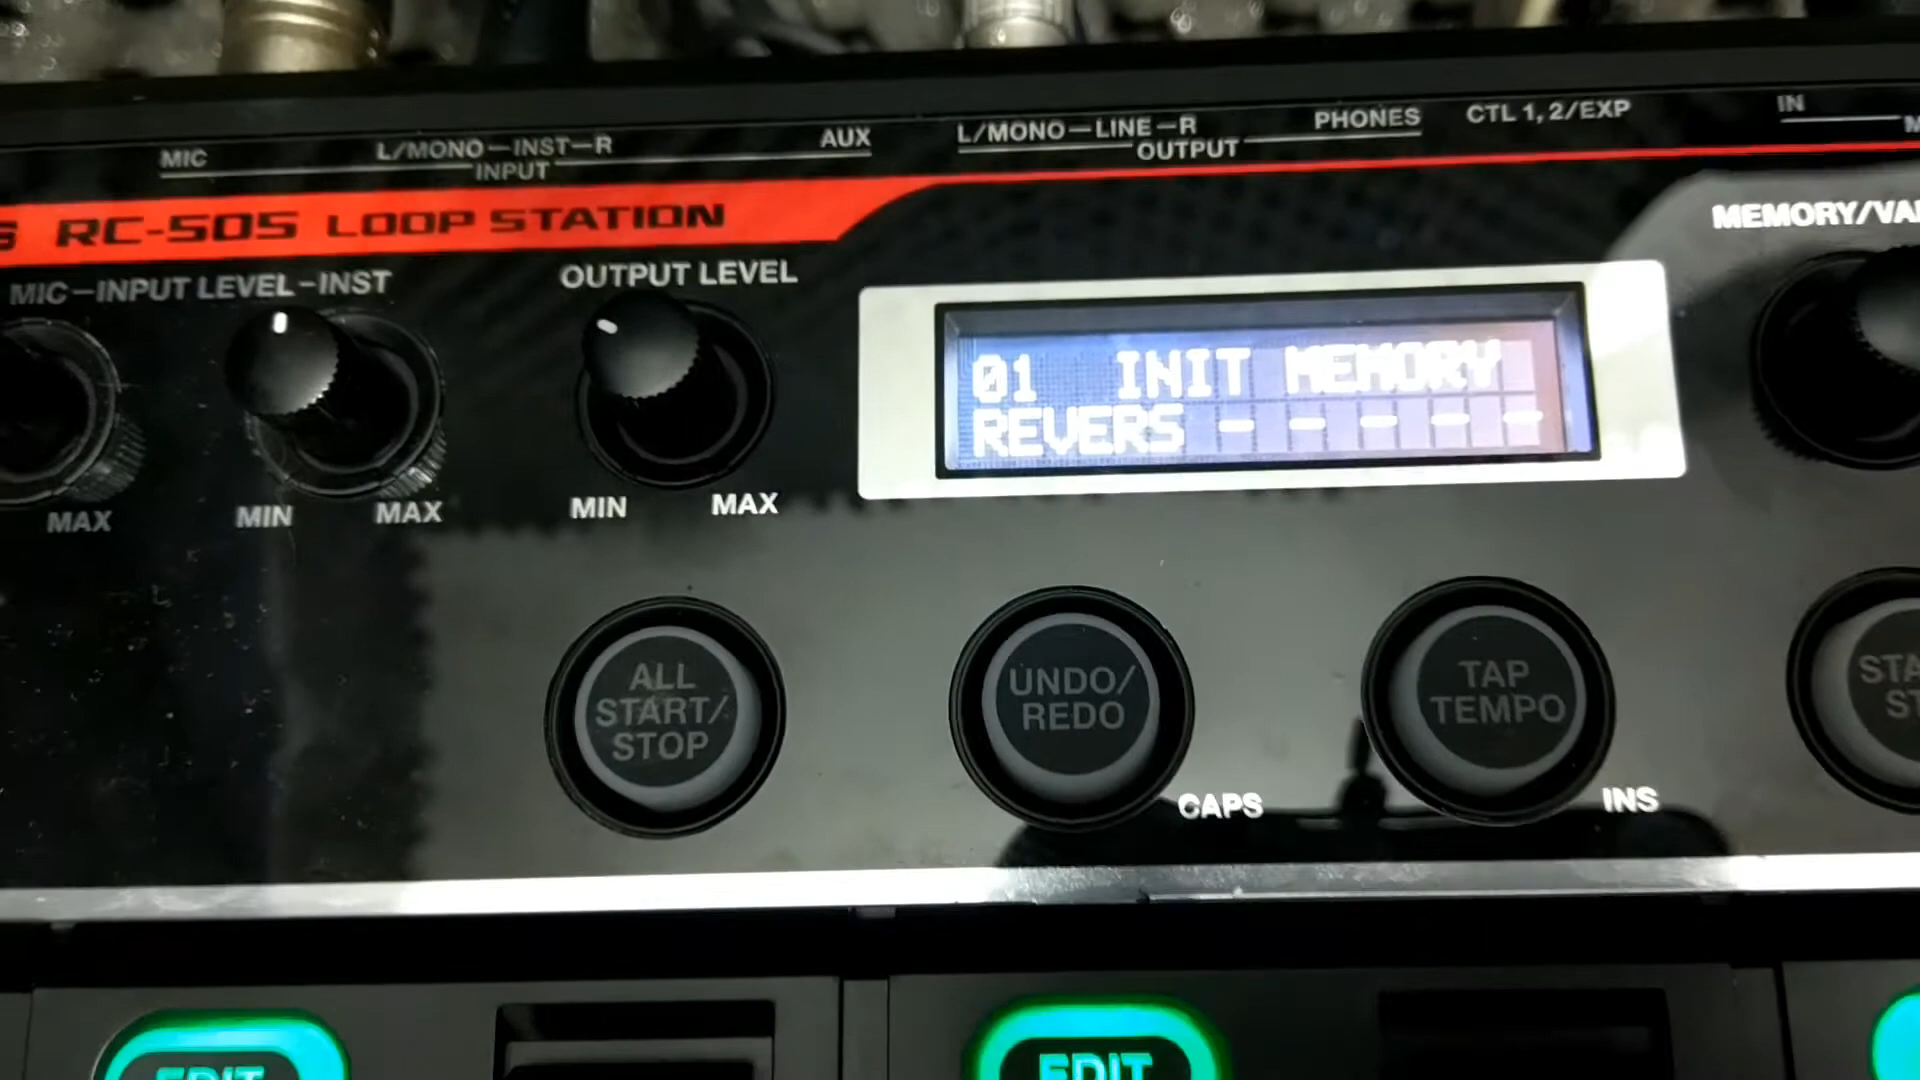 MIC
L/MONO—INST—R
INPUT
AUX
L/MONO—LINE—R
OUTPUT
PHONES
CTL 1, 2/EXP
IN
RC-505 LOOP STATION
MEMORY/
MIC—INPUT LEVEL—INST
OUTPUT LEVEL
01 INIT MEMORY
REVERS - - - - -
MAX
MIN
MAX
MIN
MAX
ALL
START/
STOP
UNDO/
REDO
TAP
TEMPO
CAPS
INS
EDIT
EDIT